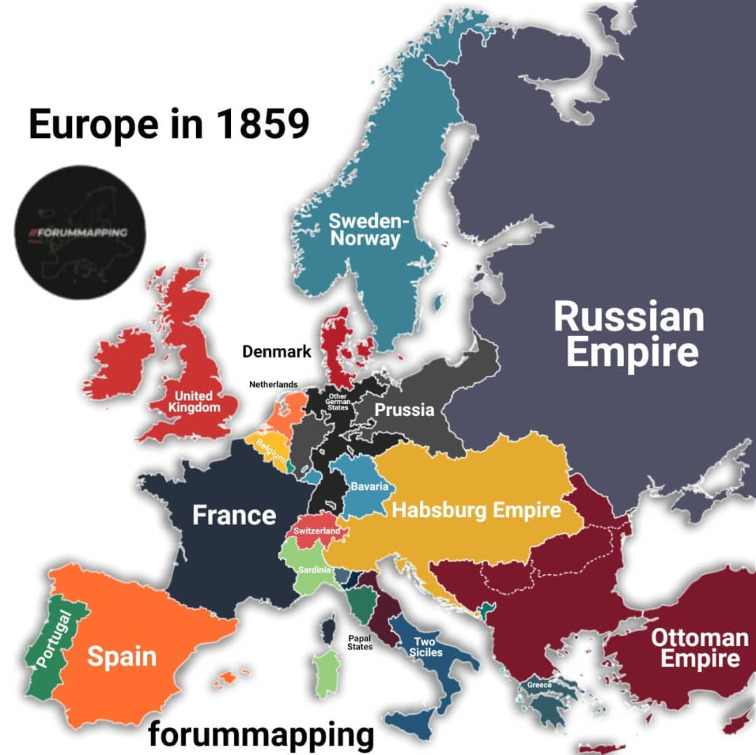 Europe in 1859
//FORUMMAPPING
Sweden-
Norway
Russian
Empire
Denmark
Netherlands
United
Kingdom
Other
German
States
Prussia
Belgium
Bavaria
France
Habsburg Empire
Switzerland
Sardinia
Portugal
Spain
Papal
States
Two
Siciles
Ottoman
Empire
Greece
forummapping